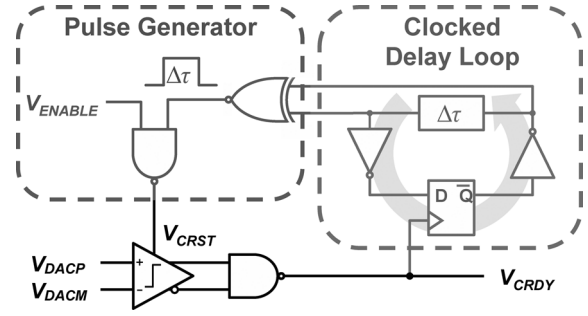 Pulse Generator
Clocked
Delay Loop
Δτ
V_ENABLE
Δτ
D Q̅
V_CRST
V_DACP
+
V_DACM
-
V_CRDY